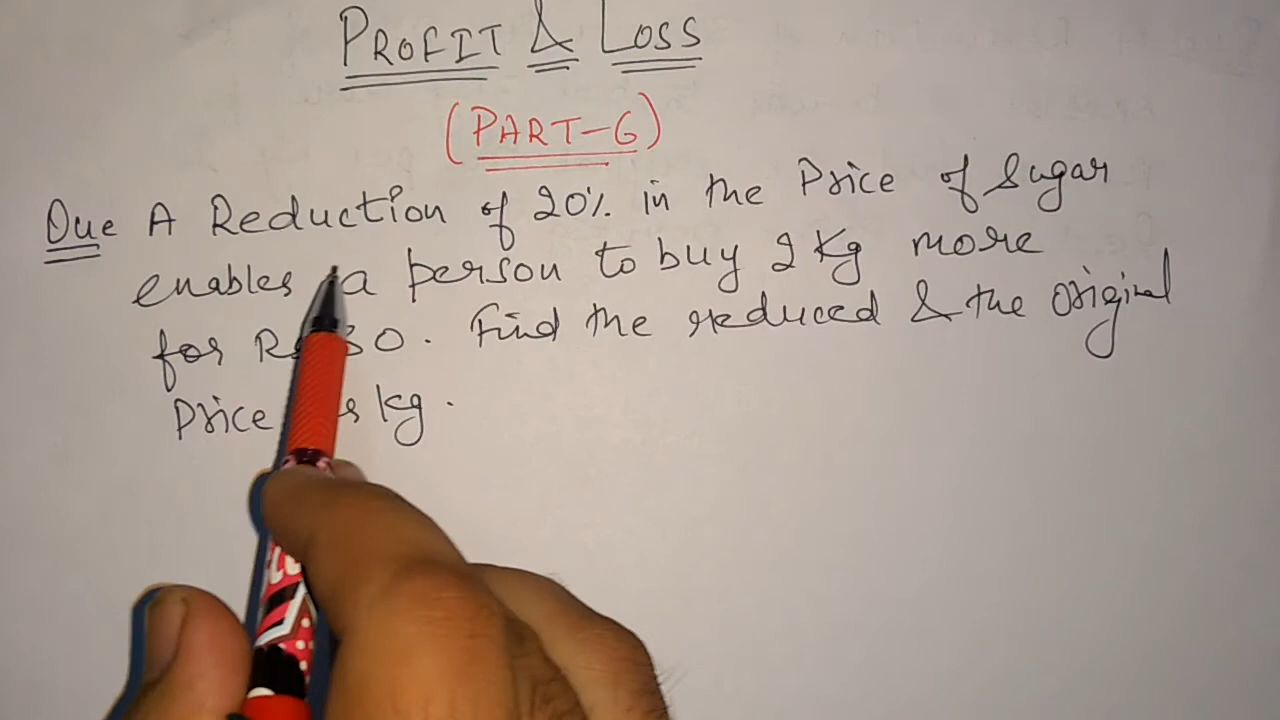 PROFIT & LOSS
(PART-6)
Que A Reduction of 20% in the Price of Sugar
enables a person to buy 2 Kg more
for Find the reduced & the Original
Price kg.